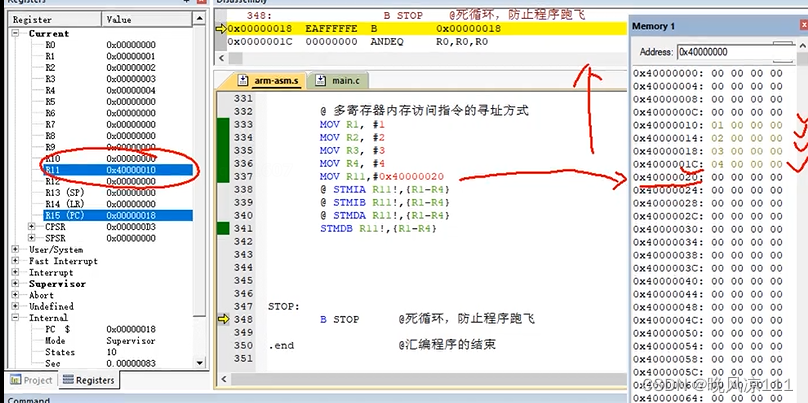 Registers
Register Value
Current
R0 0x00000000
R1 0x00000001
R2 0x00000002
R3 0x00000003
R4 0x00000004
R5 0x00000000
R6 0x00000000
R7 0x00000000
R8 0x00000000
R9 0x00000000
R10 0x00000000
R11 0x40000010
R12 0x00000000
R13 (SP) 0x00000000
R14 (LR) 0x00000000
R15 (PC) 0x00000018
CPSR 0x000000D3
SPSR 0x00000000
User/System
Fast Interrupt
Interrupt
Supervisor
Abort
Undefined
Internal
PC $ 0x00000018
Mode Supervisor
States 10
Sec 0.00000083
Project Registers
Command
Disassembly
348: B STOP @死循环，防止程序跑飞
0x00000018 EAFFFFFE B 0x00000018
0x0000001C 00000000 ANDEQ R0,R0,R0
arm-asm.s main.c
331
332 @ 多寄存器内存访问指令的寻址方式
333 MOV R1, #1
334 MOV R2, #2
335 MOV R3, #3
336 MOV R4, #4
337 MOV R11,#0x40000020
338 @ STMIA R11!,{R1-R4}
339 @ STMIB R11!,{R1-R4}
340 @ STMDA R11!,{R1-R4}
341 STMDB R11!,{R1-R4}
342
346
347 STOP:
348 B STOP @死循环，防止程序跑飞
349
350 .end @汇编程序的结束
351
Memory 1
Address: 0x40000000
0x40000000: 00 00 00 00
0x40000004: 00 00 00 00
0x40000008: 00 00 00 00
0x4000000C: 00 00 00 00
0x40000010: 01 00 00 00
0x40000014: 02 00 00 00
0x40000018: 03 00 00 00
0x4000001C: 04 00 00 00
0x40000020: 00 00 00 00
0x40000024: 00 00 00 00
0x40000028: 00 00 00 00
0x4000002C: 00 00 00 00
0x40000030: 00 00 00 00
0x40000034: 00 00 00 00
0x40000038: 00 00 00 00
0x4000003C: 00 00 00 00
0x40000040: 00 00 00 00
0x40000044: 00 00 00 00
0x40000048: 00 00 00 00
0x4000004C: 00 00 00 00
0x40000050: 00 00 00 00
0x40000054: 00 00 00 00
0x40000058: 00 00 00 00
0x4000005C: 00 00 00 00
0x40000064: 00 00 00 00
CSDN @晚风凉111